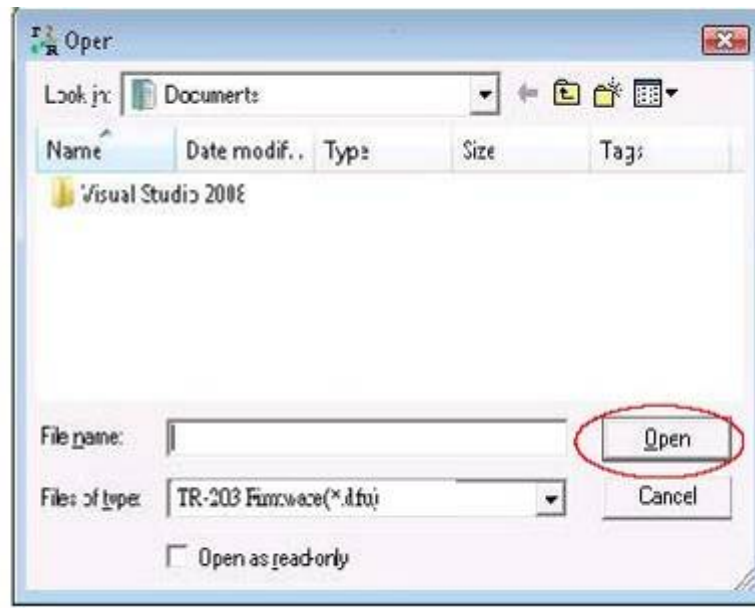 Open
Look in: Documents
Name Date modif... Type Size Tags
Visual Studio 2008
File name: Open
Files of type: TR-203 Firmware(*.dfu) Cancel
Open as read-only